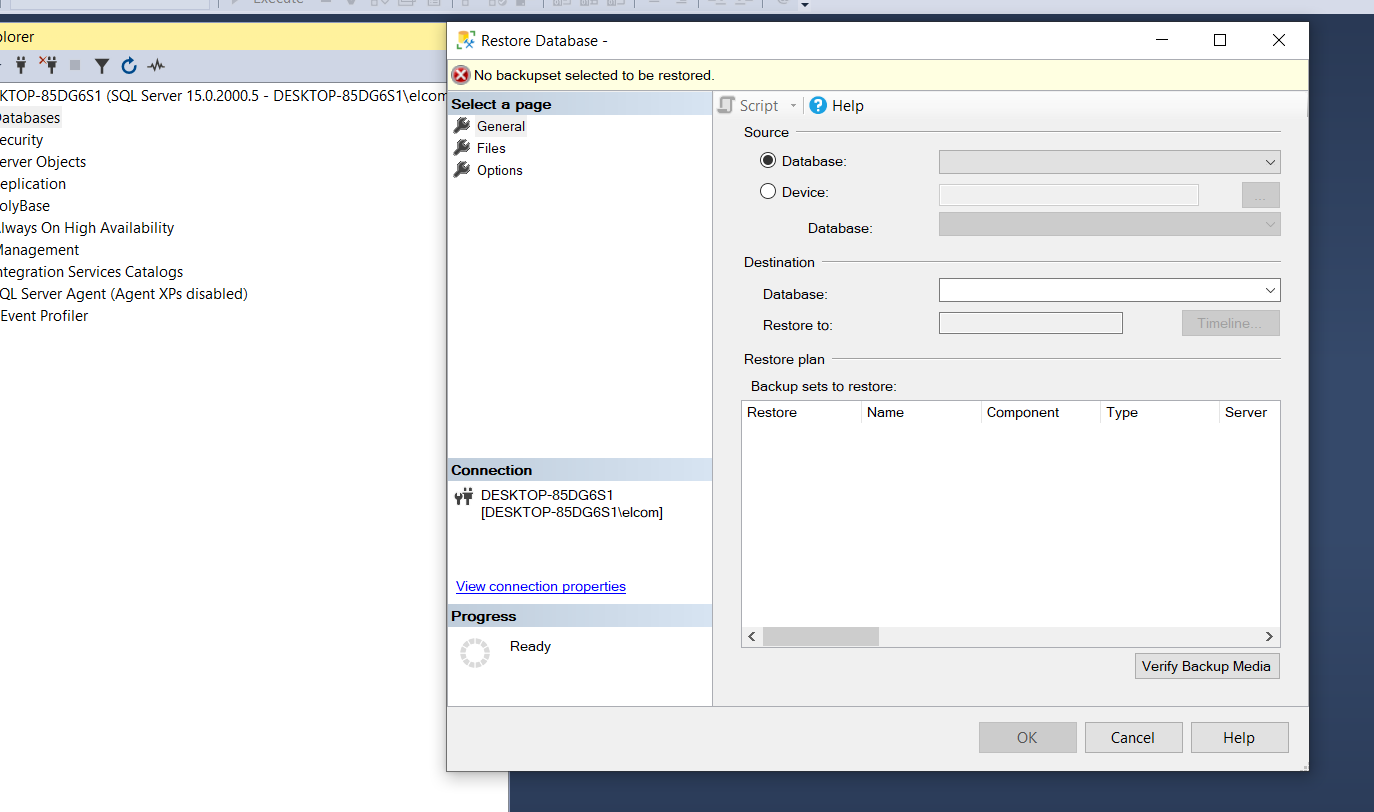 Execute
plorer
Restore Database -
No backupset selected to be restored.
KTOP-85DG6S1 (SQL Server 15.0.2000.5 - DESKTOP-85DG6S1\elcom
atabases
ecurity
erver Objects
eplication
olyBase
lways On High Availability
Management
ntegration Services Catalogs
QL Server Agent (Agent XPs disabled)
Event Profiler
Select a page
General
Files
Options
Connection
DESKTOP-85DG6S1
[DESKTOP-85DG6S1\elcom]
View connection properties
Progress
Ready
Script
Help
Source
Database:
Device:
...
Database:
Destination
Database:
Restore to:
Timeline...
Restore plan
Backup sets to restore:
Restore Name Component Type Server
Verify Backup Media
OK Cancel Help